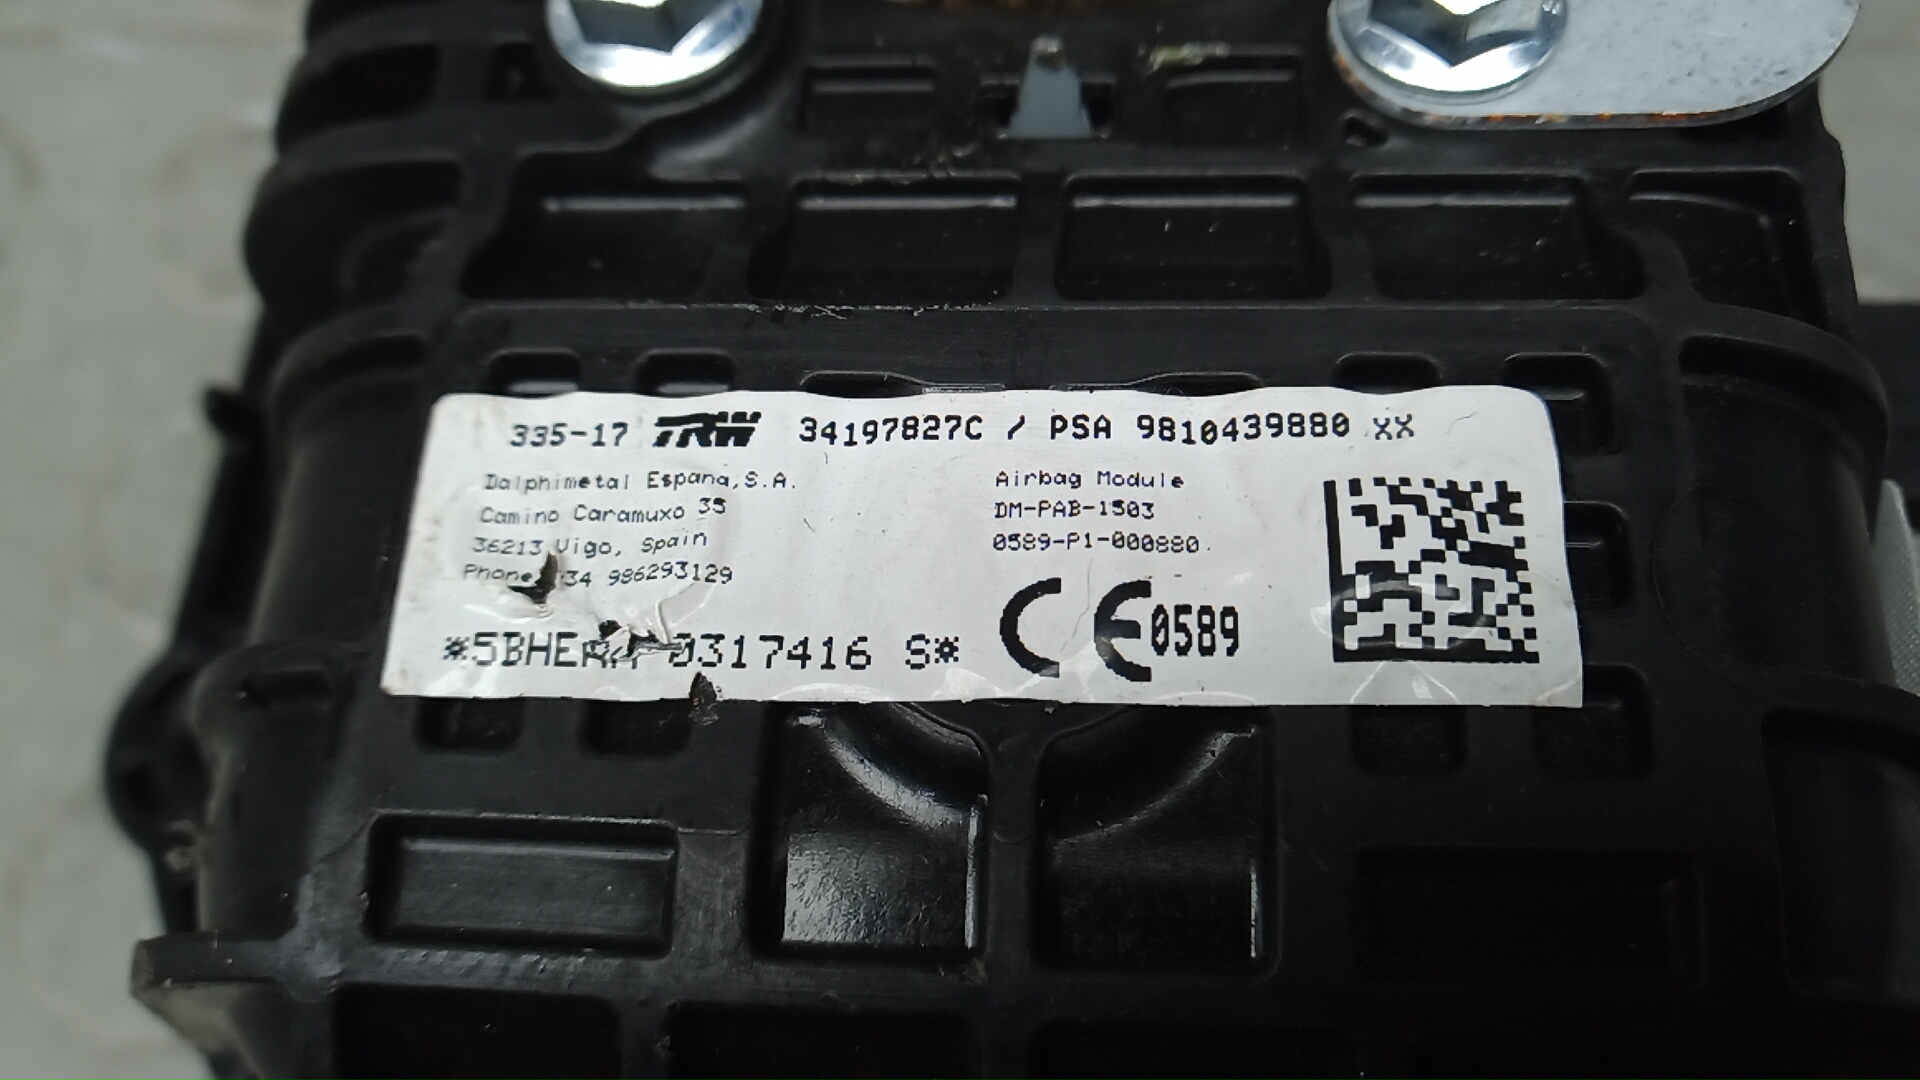 335-17 TRW 34197827C / PSA 9810439880 XX
Dalphimetal Espana,S.A.
Camino Caramuxo 35
36213 Vigo, Spain
Phone 34 986293129
Airbag Module
DM-PAB-1503
0589-P1-000880.
*5BHER 0317416 S*
CE 0589